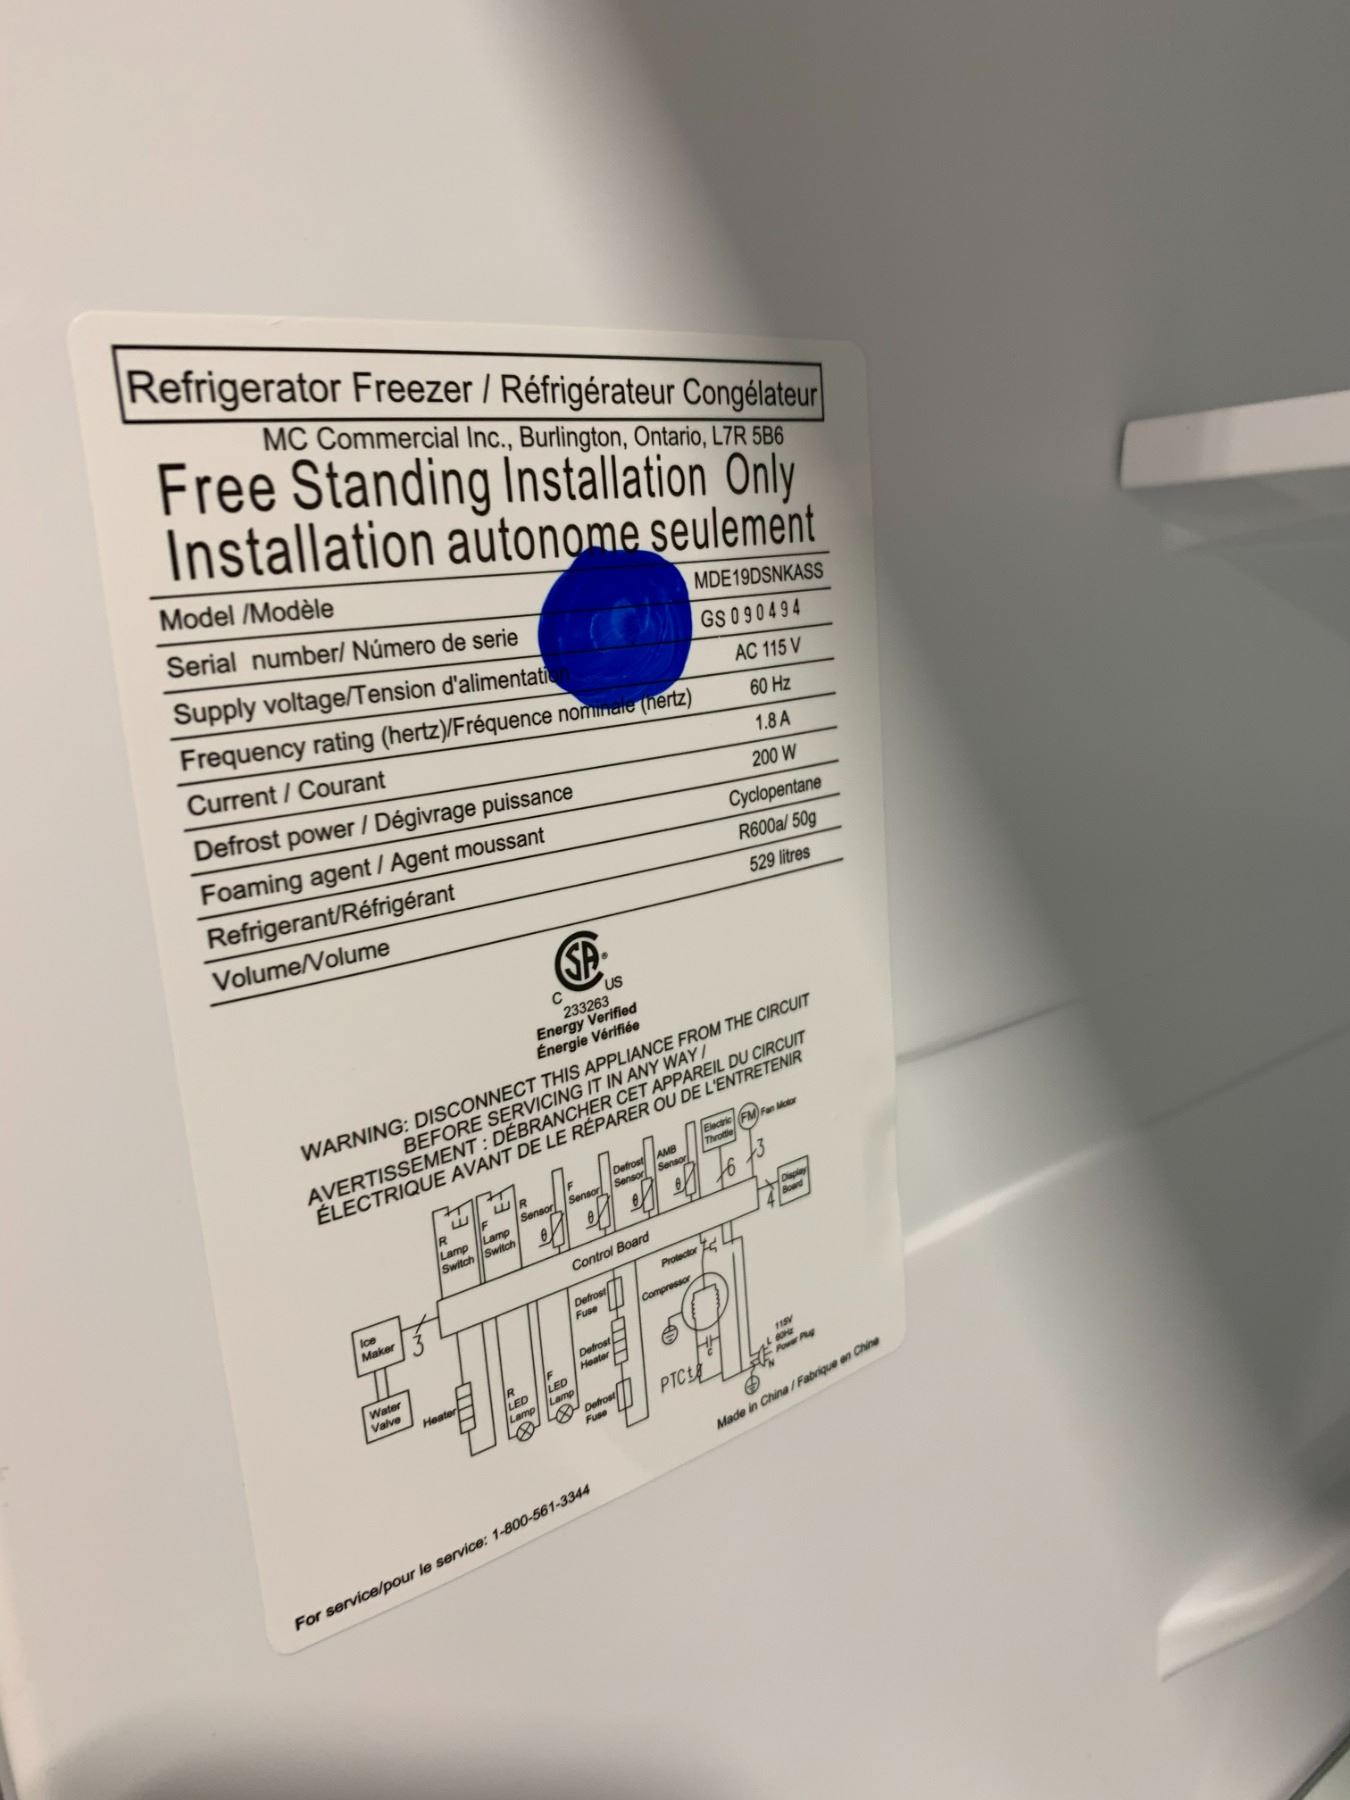 Refrigerator Freezer / Réfrigérateur Congélateur
MC Commercial Inc., Burlington, Ontario, L7R 5B6
Free Standing Installation Only
Installation autonome seulement
Model /Modèle MDE19DSNKASS
Serial number/ Número de serie GS 090494
Supply voltage/Tension d'alimentation AC 115 V
Frequency rating (hertz)/Fréquence nominale (hertz) 60 Hz
Current / Courant 1.8 A
Defrost power / Dégivrage puissance 200 W
Foaming agent / Agent moussant Cyclopentane
Refrigerant/Réfrigérant R600a/ 50g
Volume/Volume 529 litres
CSA®
C US
233263
Energy Verified
Énergie Vérifiée
WARNING: DISCONNECT THIS APPLIANCE FROM THE CIRCUIT
BEFORE SERVICING IT IN ANY WAY /
AVERTISSEMENT : DÉBRANCHER CET APPAREIL DU CIRCUIT
ÉLECTRIQUE AVANT DE LE RÉPARER OU DE L'ENTRETENIR
R
Lamp
Switch
F
Lamp
Switch
R
Sensor
θ
F
Sensor
θ
Defrost
Sensor
θ
AMB
Sensor
θ
Electric
Throttle
6
FM
Fan Motor
3
Display
Board
4
Control Board
Ice
Maker
3
Water
Valve
Heater
R
LED
Lamp
F
LED
Lamp
Defrost
Fuse
Defrost
Heater
Defrost
Fuse
Protector
Compressor
C
PTC
115V
60Hz
Power Plug
L
N
Made in China / Fabrique en Chine
For service/pour le service: 1-800-561-3344